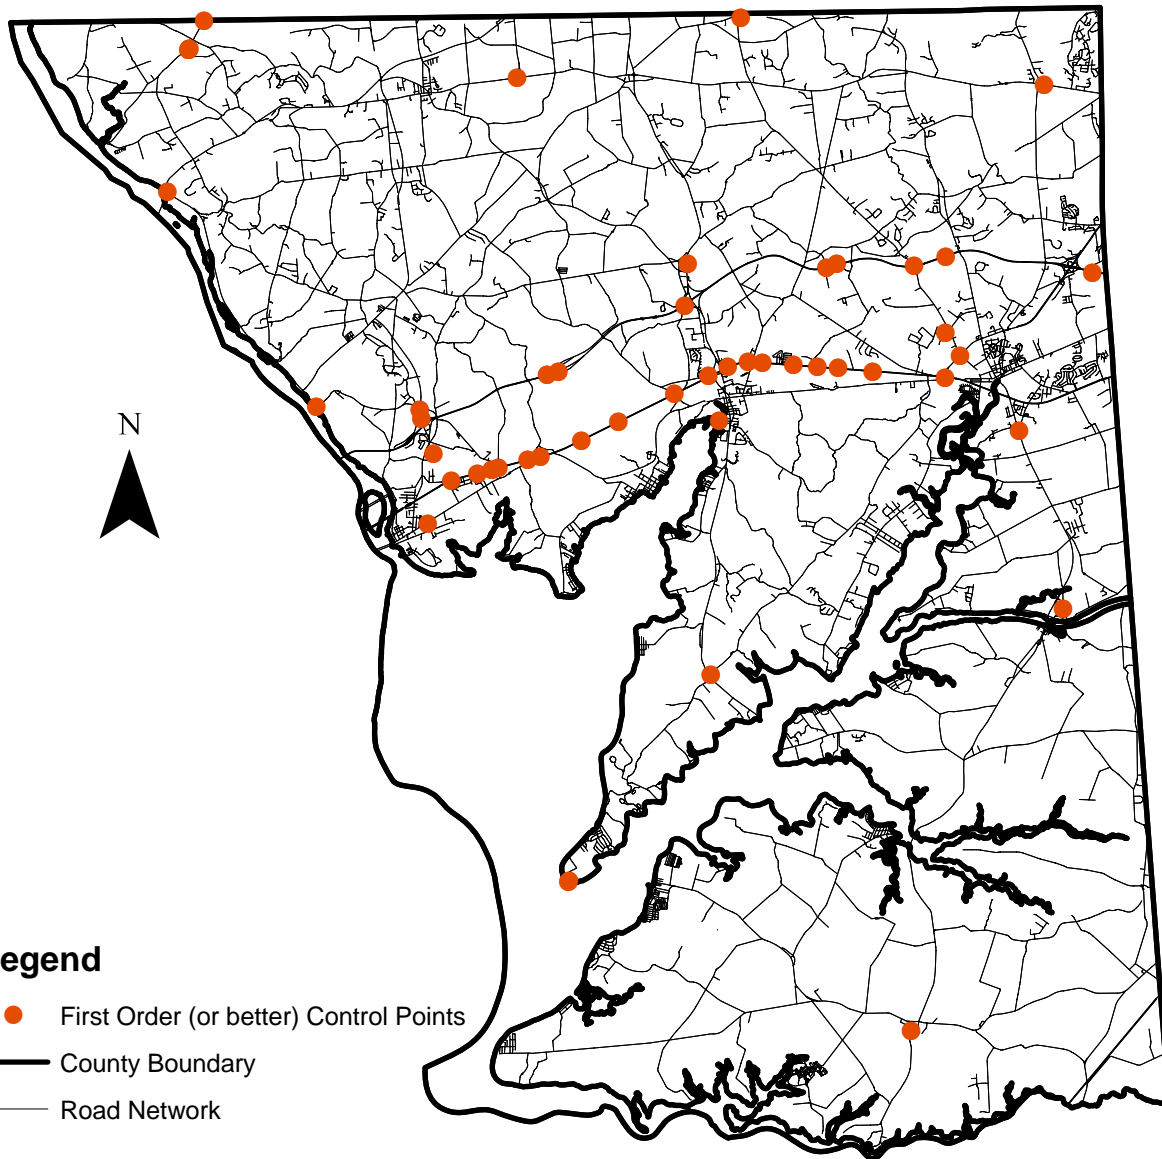 N
egend
First Order (or better) Control Points
County Boundary
Road Network